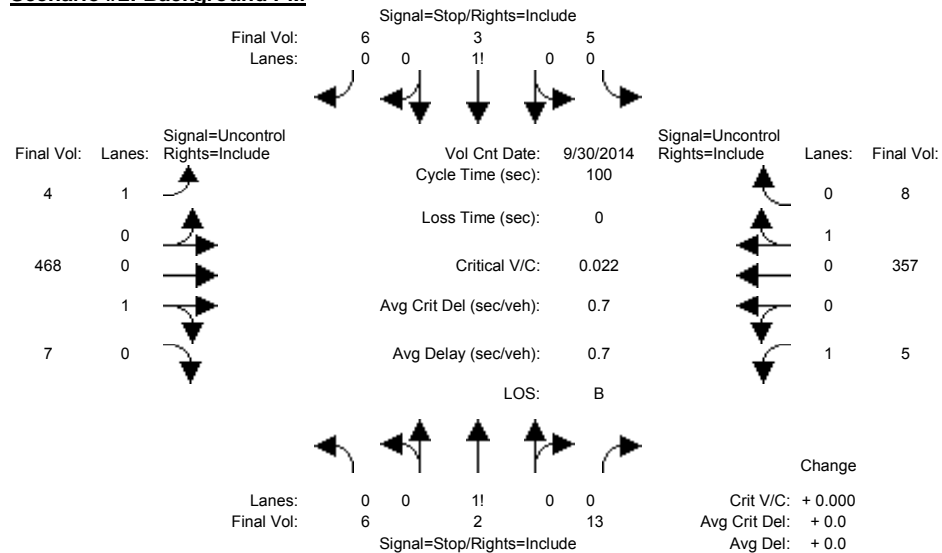 Scenario #2: Background PM
Signal=Stop/Rights=Include
Final Vol: 6 3 5
Lanes: 0 0 1! 0 0
Signal=Uncontrol Signal=Uncontrol
Final Vol: Lanes: Rights=Include Vol Cnt Date: 9/30/2014 Rights=Include Lanes: Final Vol:
Cycle Time (sec): 100
4 1 0 8
Loss Time (sec): 0
0 1
468 0 Critical V/C: 0.022 0 357
1 Avg Crit Del (sec/veh): 0.7 0
7 0 Avg Delay (sec/veh): 0.7 1 5
LOS: B
Change
Lanes: 0 0 1! 0 0 Crit V/C: + 0.000
Final Vol: 6 2 13 Avg Crit Del: + 0.0
Signal=Stop/Rights=Include Avg Del: + 0.0